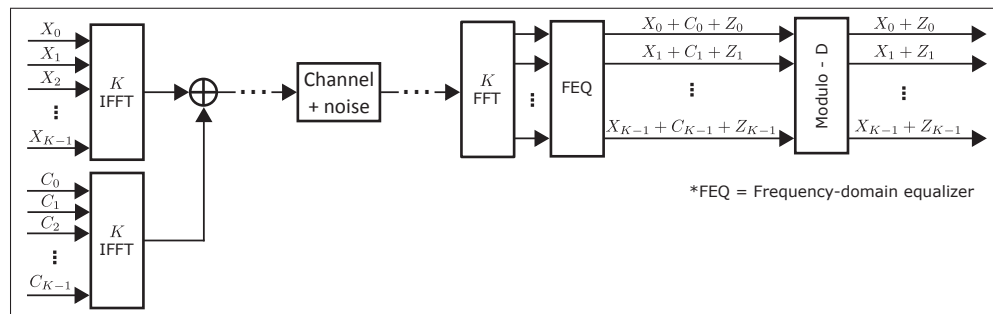 X_0
X_1
X_2
X_{K-1}
K
IFFT
C_0
C_1
C_2
C_{K-1}
K
IFFT
Channel
+ noise
K
FFT
FEQ
X_0 + C_0 + Z_0
X_1 + C_1 + Z_1
X_{K-1} + C_{K-1} + Z_{K-1}
Modulo - D
X_0 + Z_0
X_1 + Z_1
X_{K-1} + Z_{K-1}
*FEQ = Frequency-domain equalizer